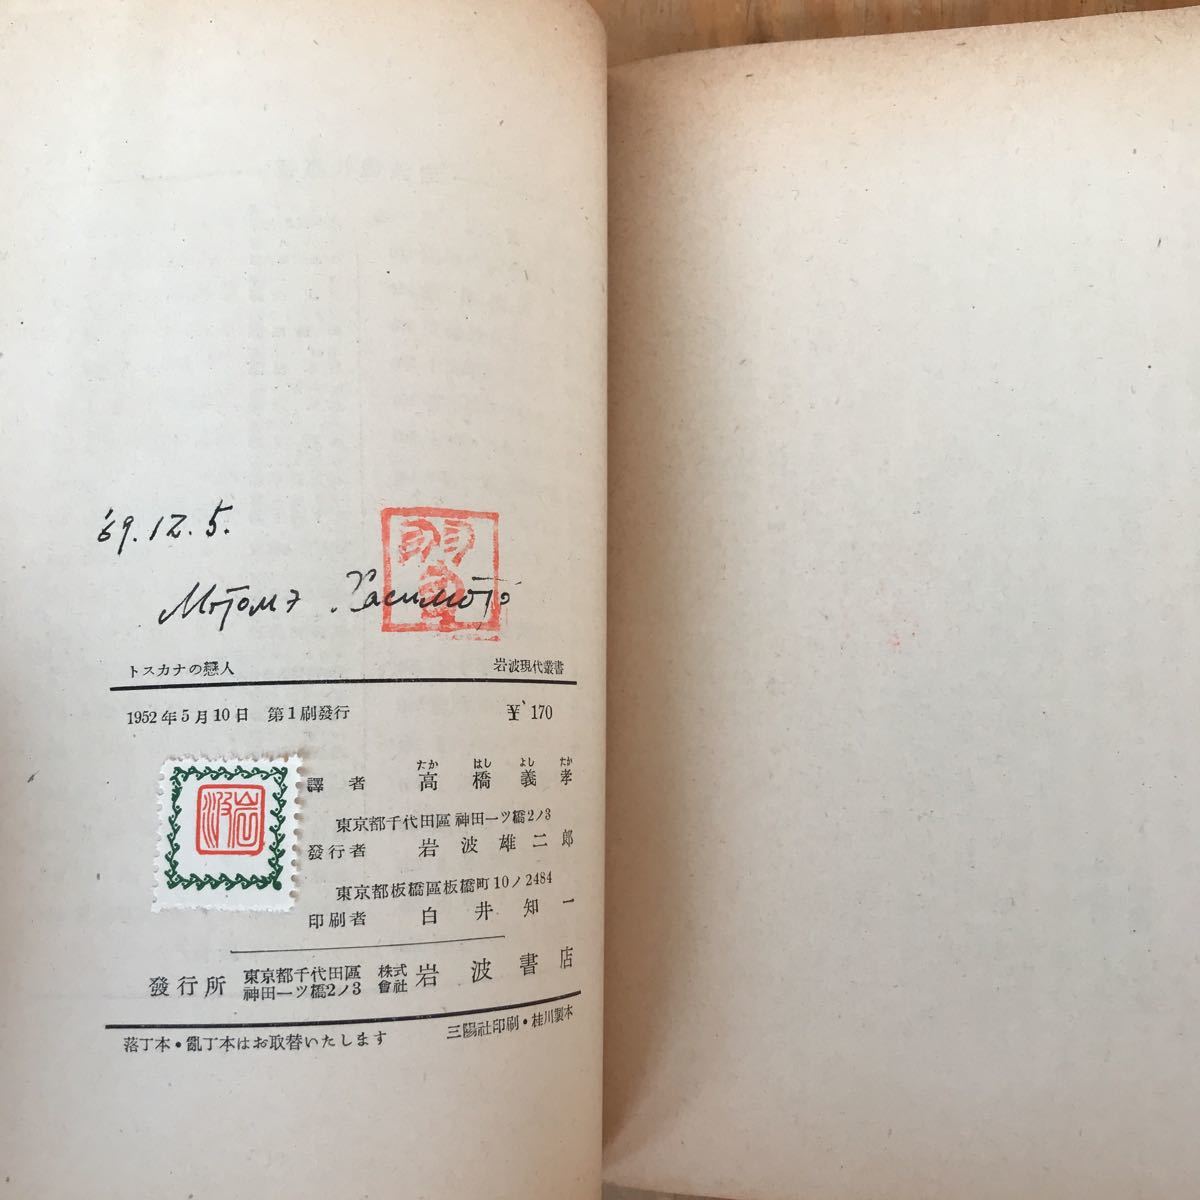 '69.12.5.
Мотомэ Хасимото
トスカナの戀人 岩波現代叢書
1952年5月10日 第1刷發行 ¥170
たか はし よし たか
譯者 高橋義孝
東京都千代田區神田一ツ橋2ノ3
發行者 岩波雄二郎
東京都板橋區板橋町10ノ2484
印刷者 白井知一
發行所 東京都千代田區神田一ツ橋2ノ3 株式會社 岩波書店
落丁本・亂丁本はお取替いたします 三陽社印刷・桂川製本
岩波